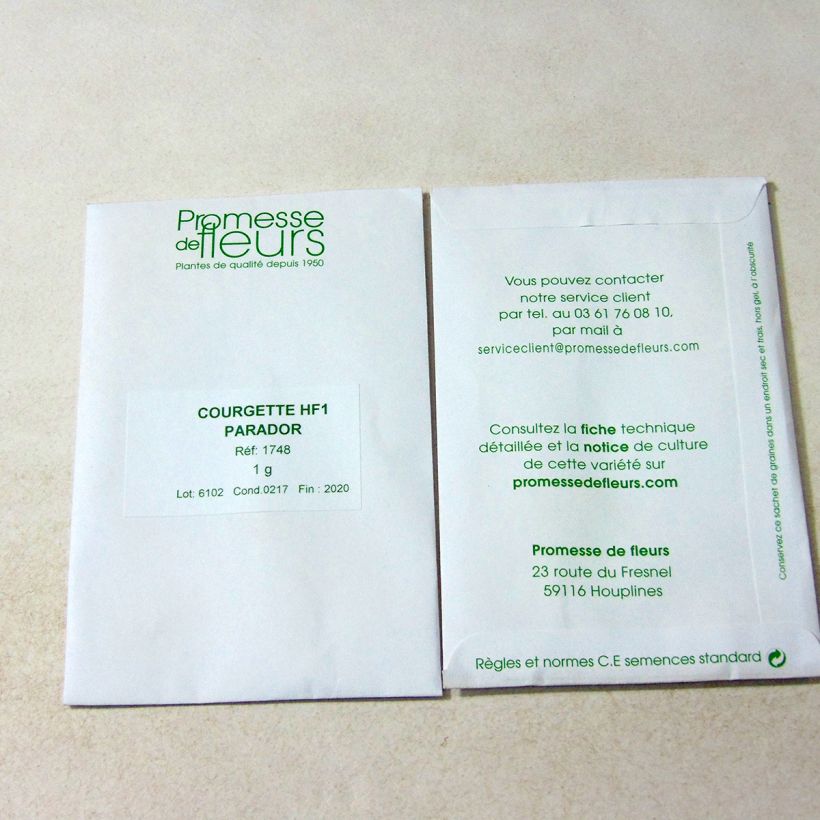 Promesse
de fleurs
Plantes de qualité depuis 1950
COURGETTE HF1
PARADOR
Réf: 1748
1 g
Lot: 6102 Cond.0217 Fin : 2020
Vous pouvez contacter
notre service client
par tel. au 03 61 76 08 10,
par mail à
serviceclient@promessedefleurs.com
Consultez la fiche technique
détaillée et la notice de culture
de cette variété sur
promessedefleurs.com
Promesse de fleurs
23 route du Fresnel
59116 Houplines
Règles et normes C.E semences standard
Conservez ce sachet de graines dans un endroit sec et frais, hors gel, à l'obscurité